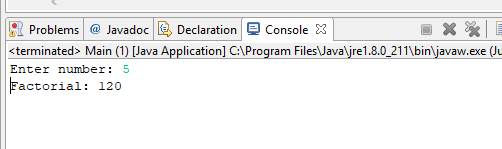 Problems @ Javadoc Declaration Console
<terminated> Main (1) [Java Application] C:\Program Files\Java\jre1.8.0_211\bin\javaw.exe (Ju
Enter number: 5
Factorial: 120